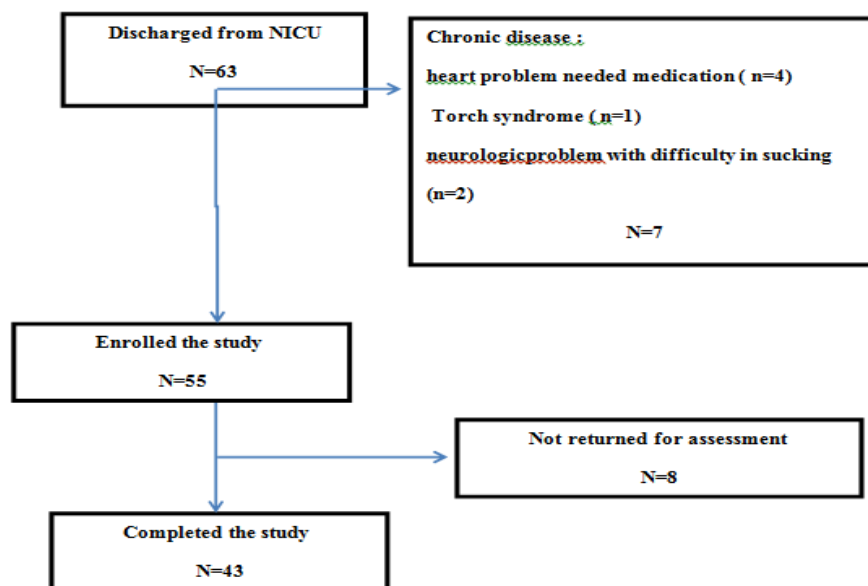 Discharged from NICU
N=63
Chronic disease :
heart problem needed medication ( n=4)
Torch syndrome ( n=1)
neurologicproblem with difficulty in sucking
(n=2)
N=7
Enrolled the study
N=55
Not returned for assessment
N=8
Completed the study
N=43